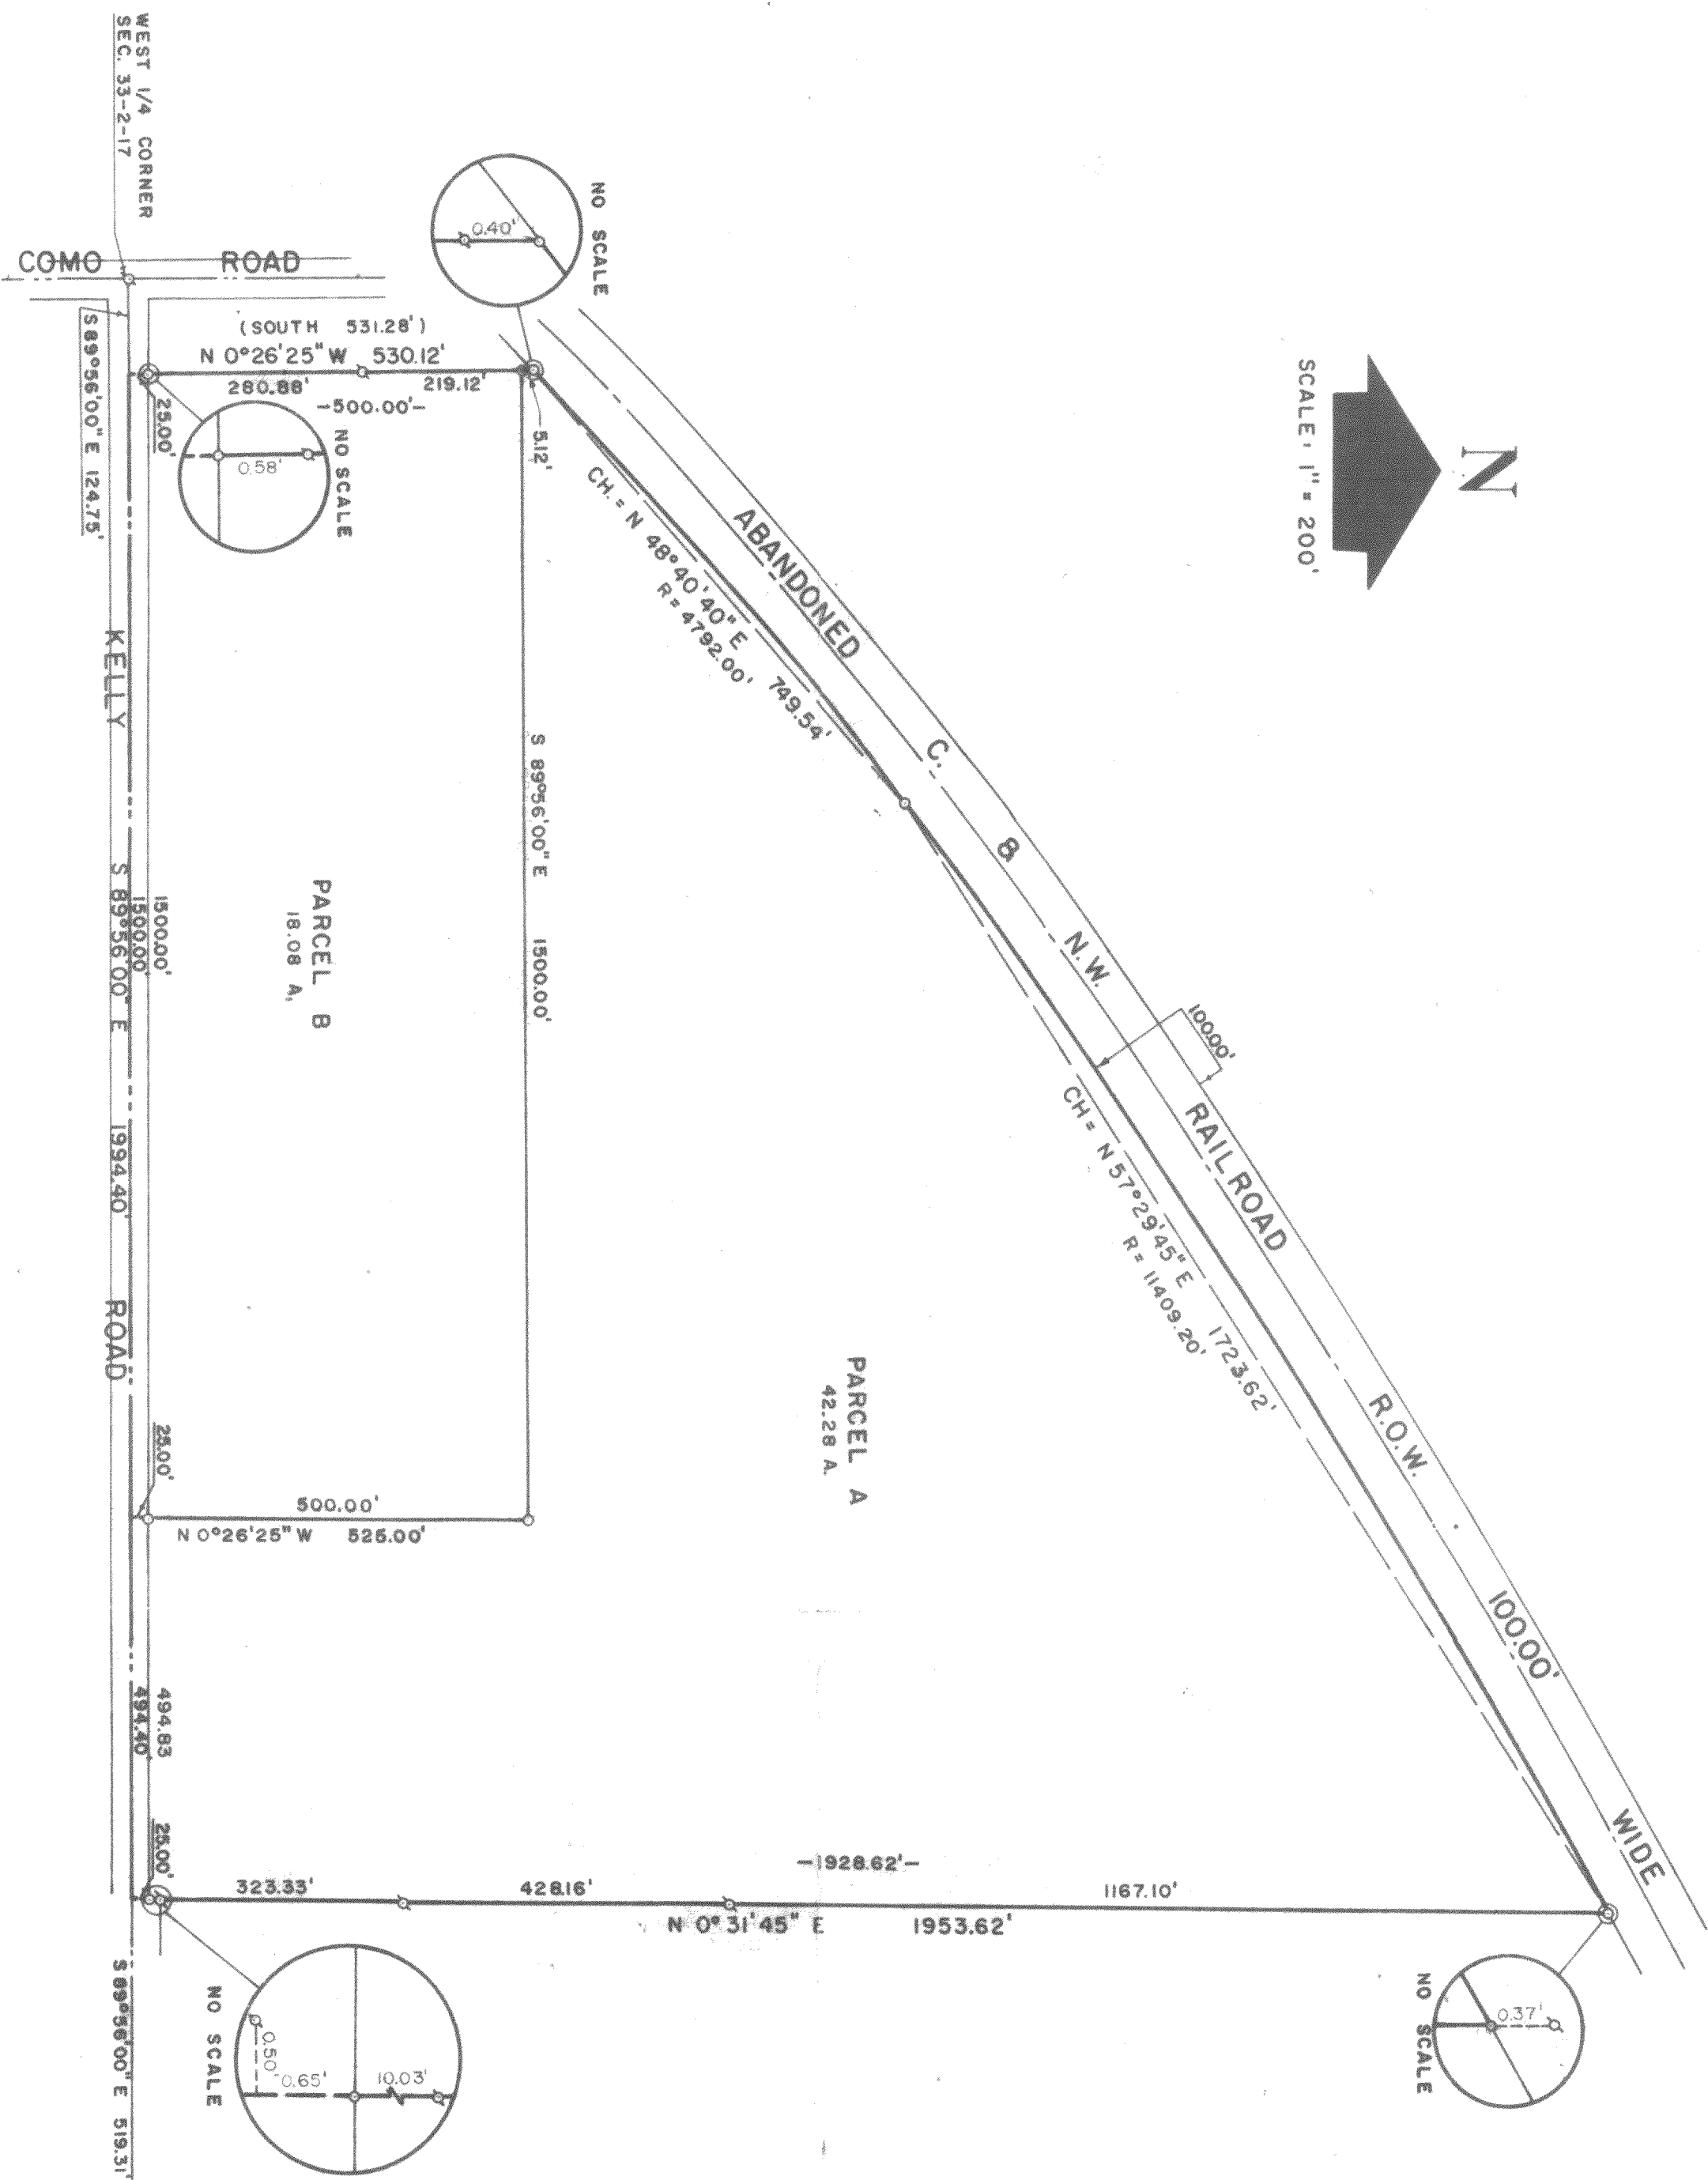 N
SCALE: 1" = 200'
WEST 1/4 CORNER
SEC. 33-2-17
COMO ROAD
NO SCALE
0.40'
(SOUTH 531.28')
N 0°26'25" W 530.12'
280.88' 219.12'
-500.00'-
25.00'
NO SCALE
0.58'
5.12'
S 89°56'00" E 124.75'
ABANDONED C. & N.W. RAILROAD R.O.W. 100.00' WIDE
CH. = N 48°40'40" E 749.54'
R = 4792.00'
100.00'
CH = N 57°29'45" E 1723.62'
R = 11409.20'
S 89°56'00" E 1500.00'
PARCEL B
18.08 A.
PARCEL A
42.28 A.
1500.00'
1500.00'
S 89°56'00" E 1994.40'
KELLY ROAD
25.00'
500.00'
N 0°26'25" W 525.00'
494.83
494.40'
25.00'
-1928.62'-
323.33' 428.16' 1167.10'
N 0°31'45" E 1953.62'
NO SCALE
0.37'
NO SCALE
0.50'
0.65' 10.03'
S 89°56'00" E 519.31'